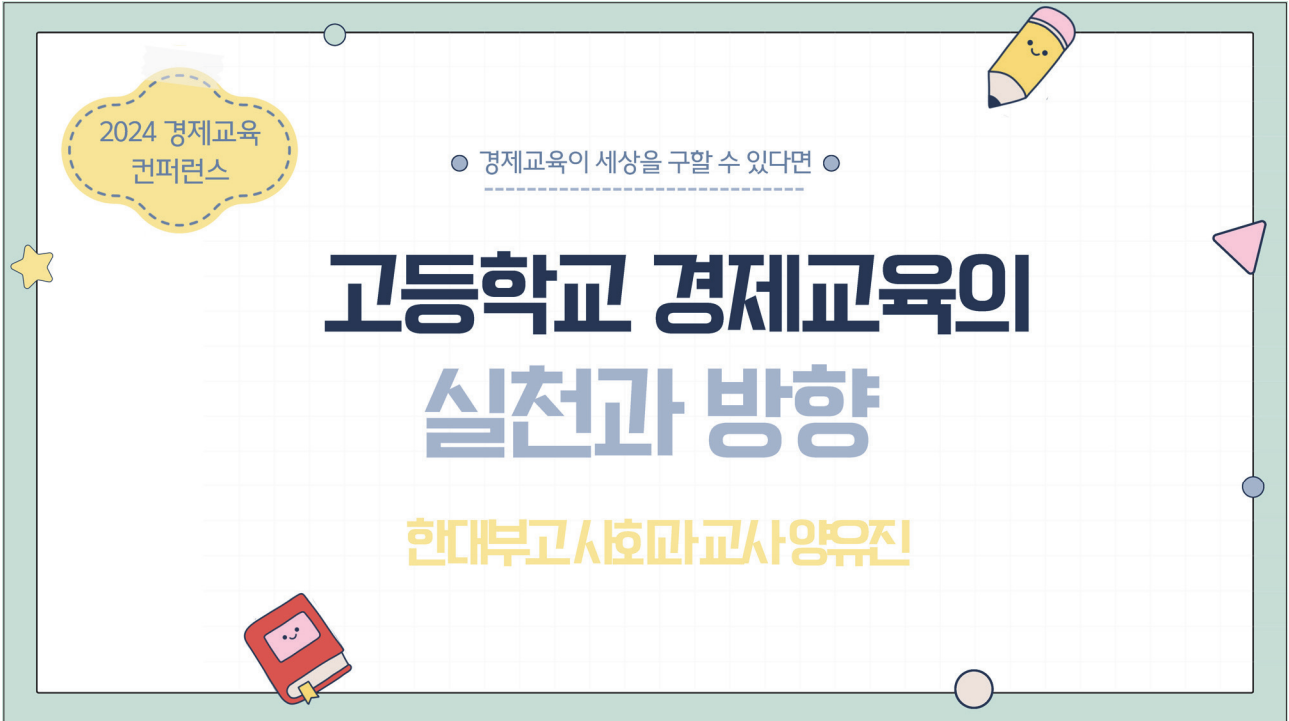 2024 경제교육
컨퍼런스
경제교육이 세상을 구할 수 있다면
고등학교 경제교육의
실천과 방향
한대부고 사회과 교사 양유진